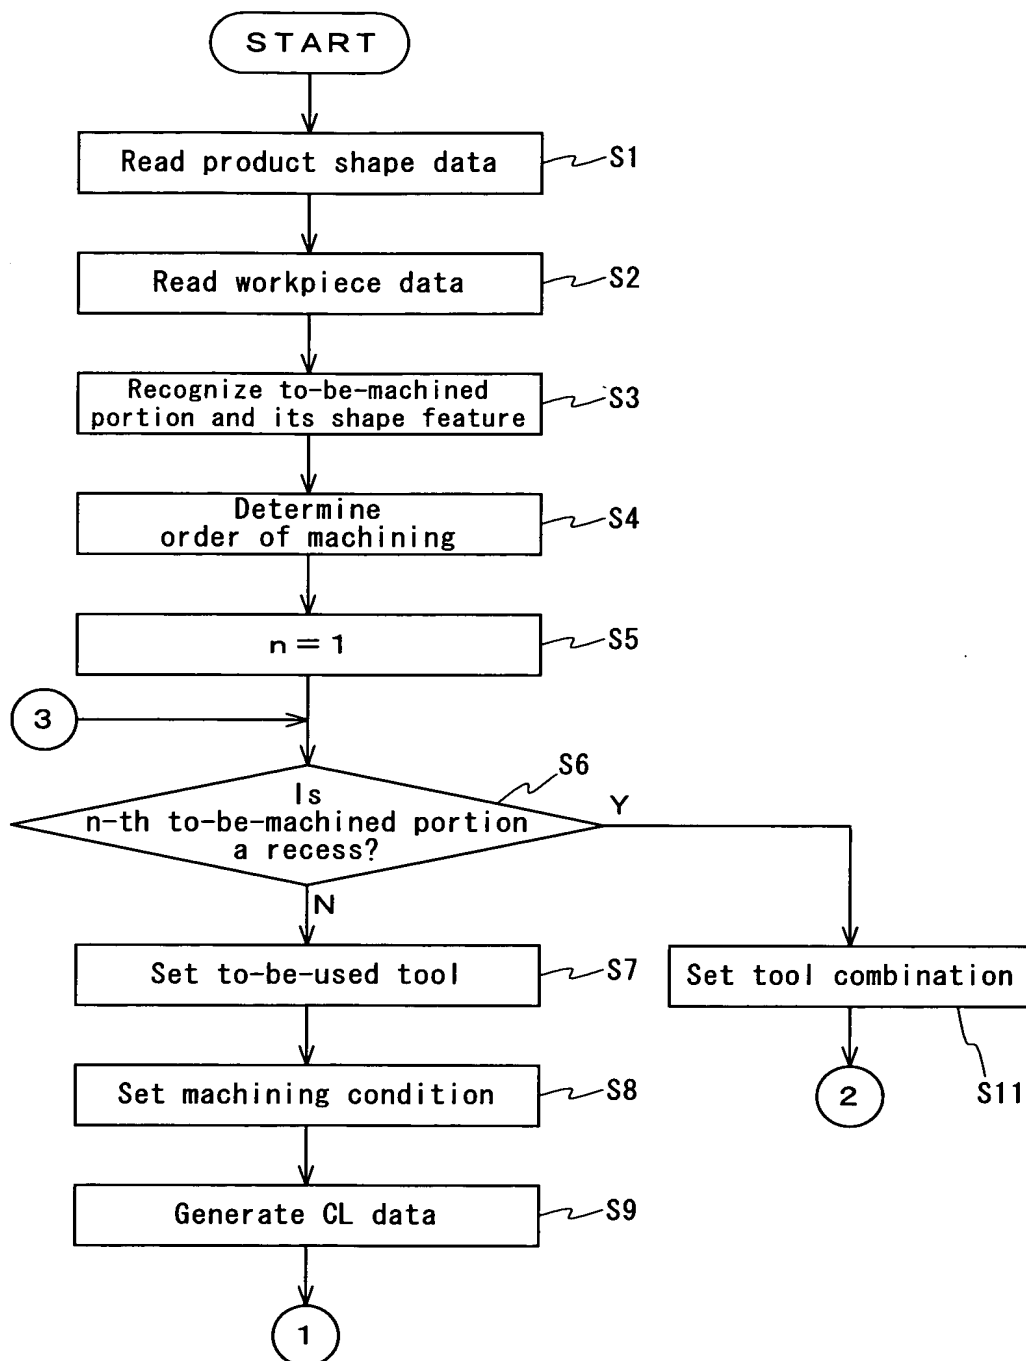 START
Read product shape data
S1
Read workpiece data
S2
Recognize to-be-machined
portion and its shape feature
S3
Determine
order of machining
S4
n=1
S5
3
S6
Is
n-th to-be-machined portion
a recess?
Y
N
Set to-be-used tool
S7
Set tool combination
S11
Set machining condition
S8
2
Generate CL data
S9
1